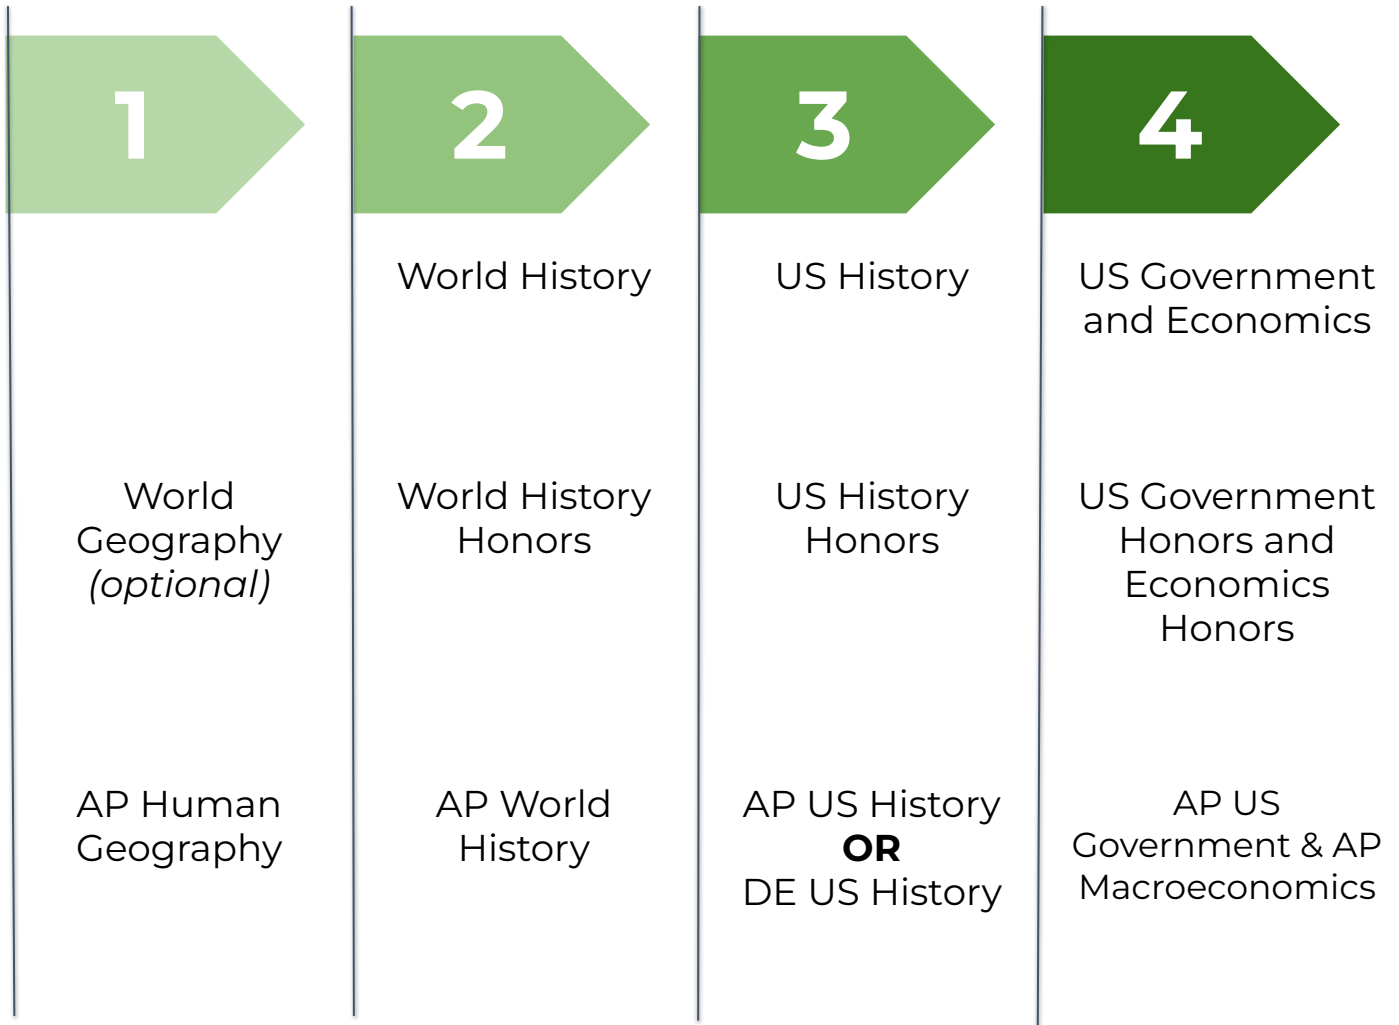 1
2
3
4
World History
US History
US Government
and Economics
World
Geography
(optional)
World History
Honors
US History
Honors
US Government
Honors and
Economics
Honors
AP Human
Geography
AP World
History
AP US History
OR
DE US History
AP US
Government & AP
Macroeconomics